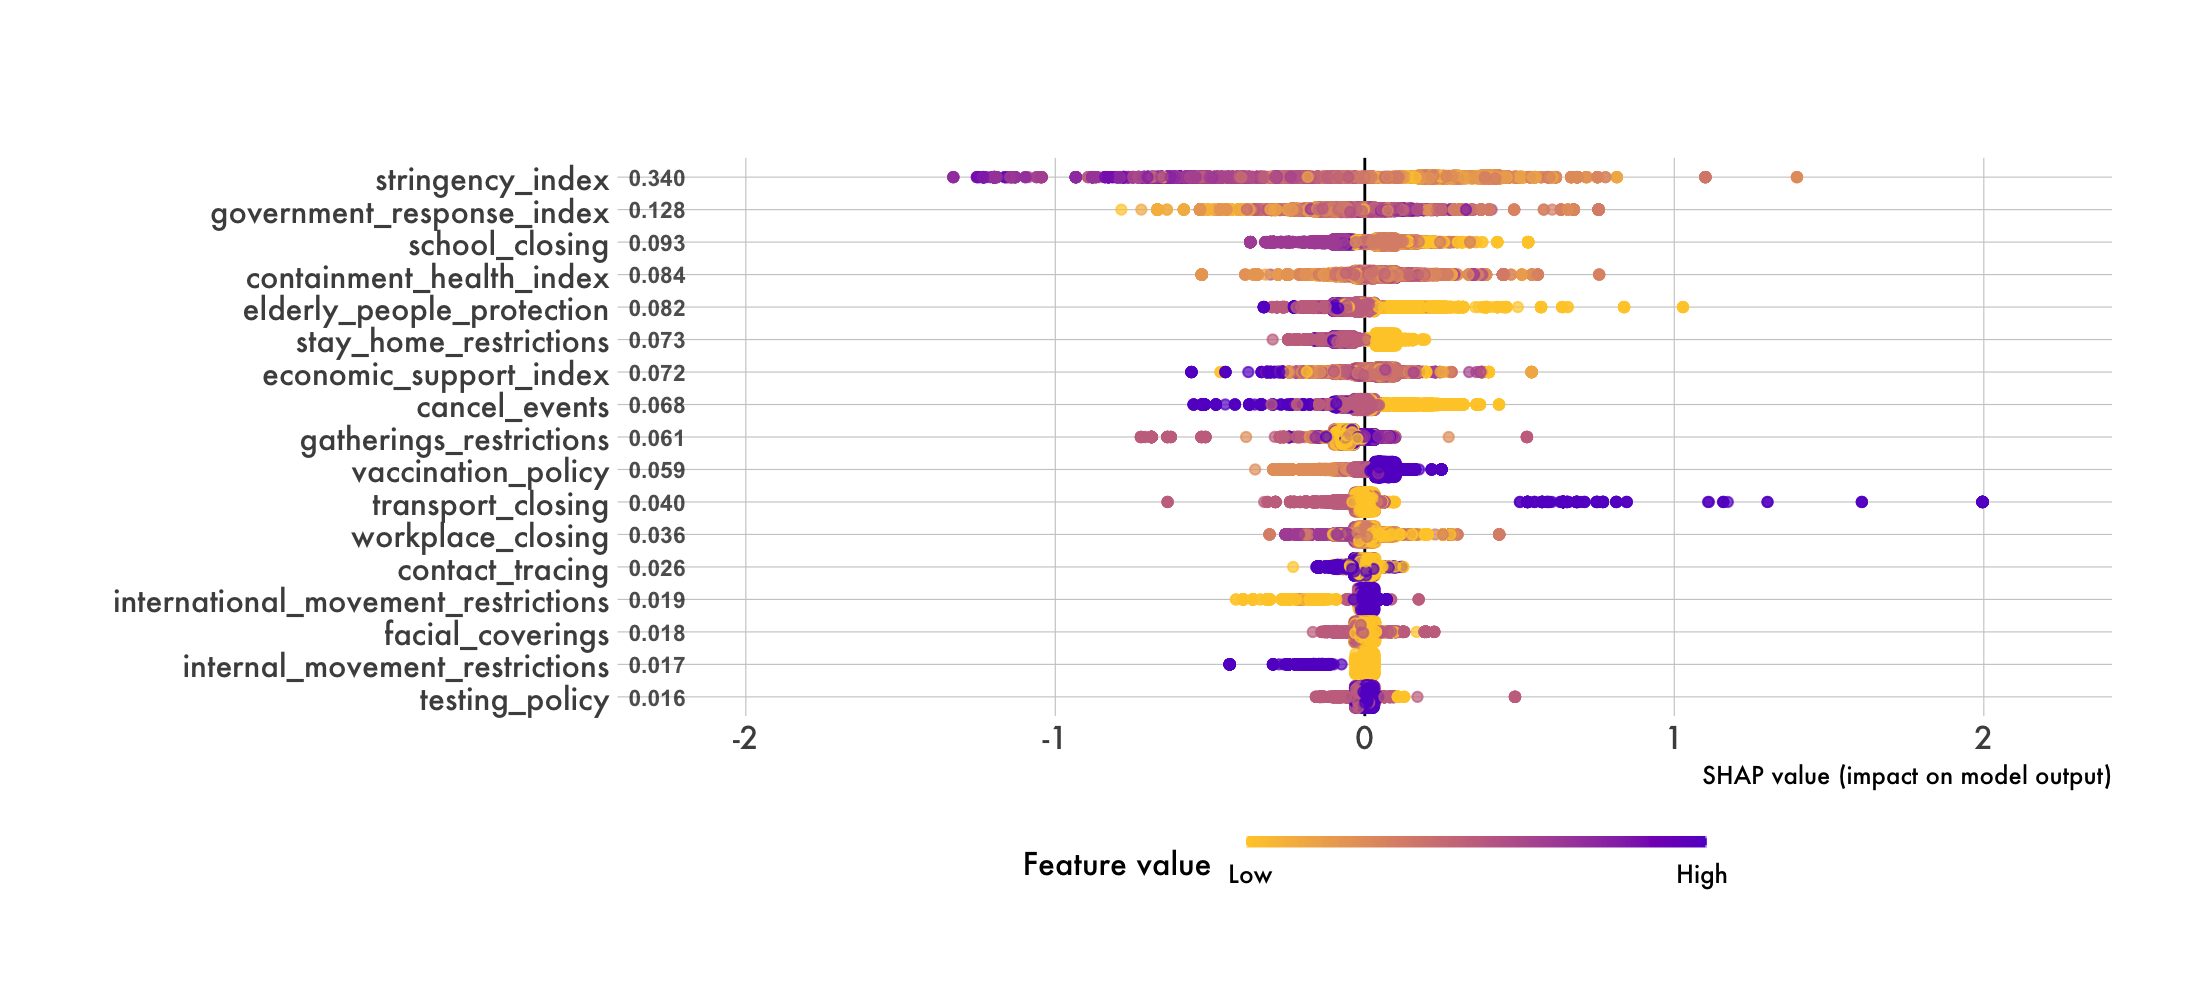 stringency_index 0.340
government_response_index 0.128
school_closing 0.093
containment_health_index 0.084
elderly_people_protection 0.082
stay_home_restrictions 0.073
economic_support_index 0.072
cancel_events 0.068
gatherings_restrictions 0.061
vaccination_policy 0.059
transport_closing 0.040
workplace_closing 0.036
contact_tracing 0.026
international_movement_restrictions 0.019
facial_coverings 0.018
internal_movement_restrictions 0.017
testing_policy 0.016
-2 -1 0 1 2
SHAP value (impact on model output)
Feature value Low High